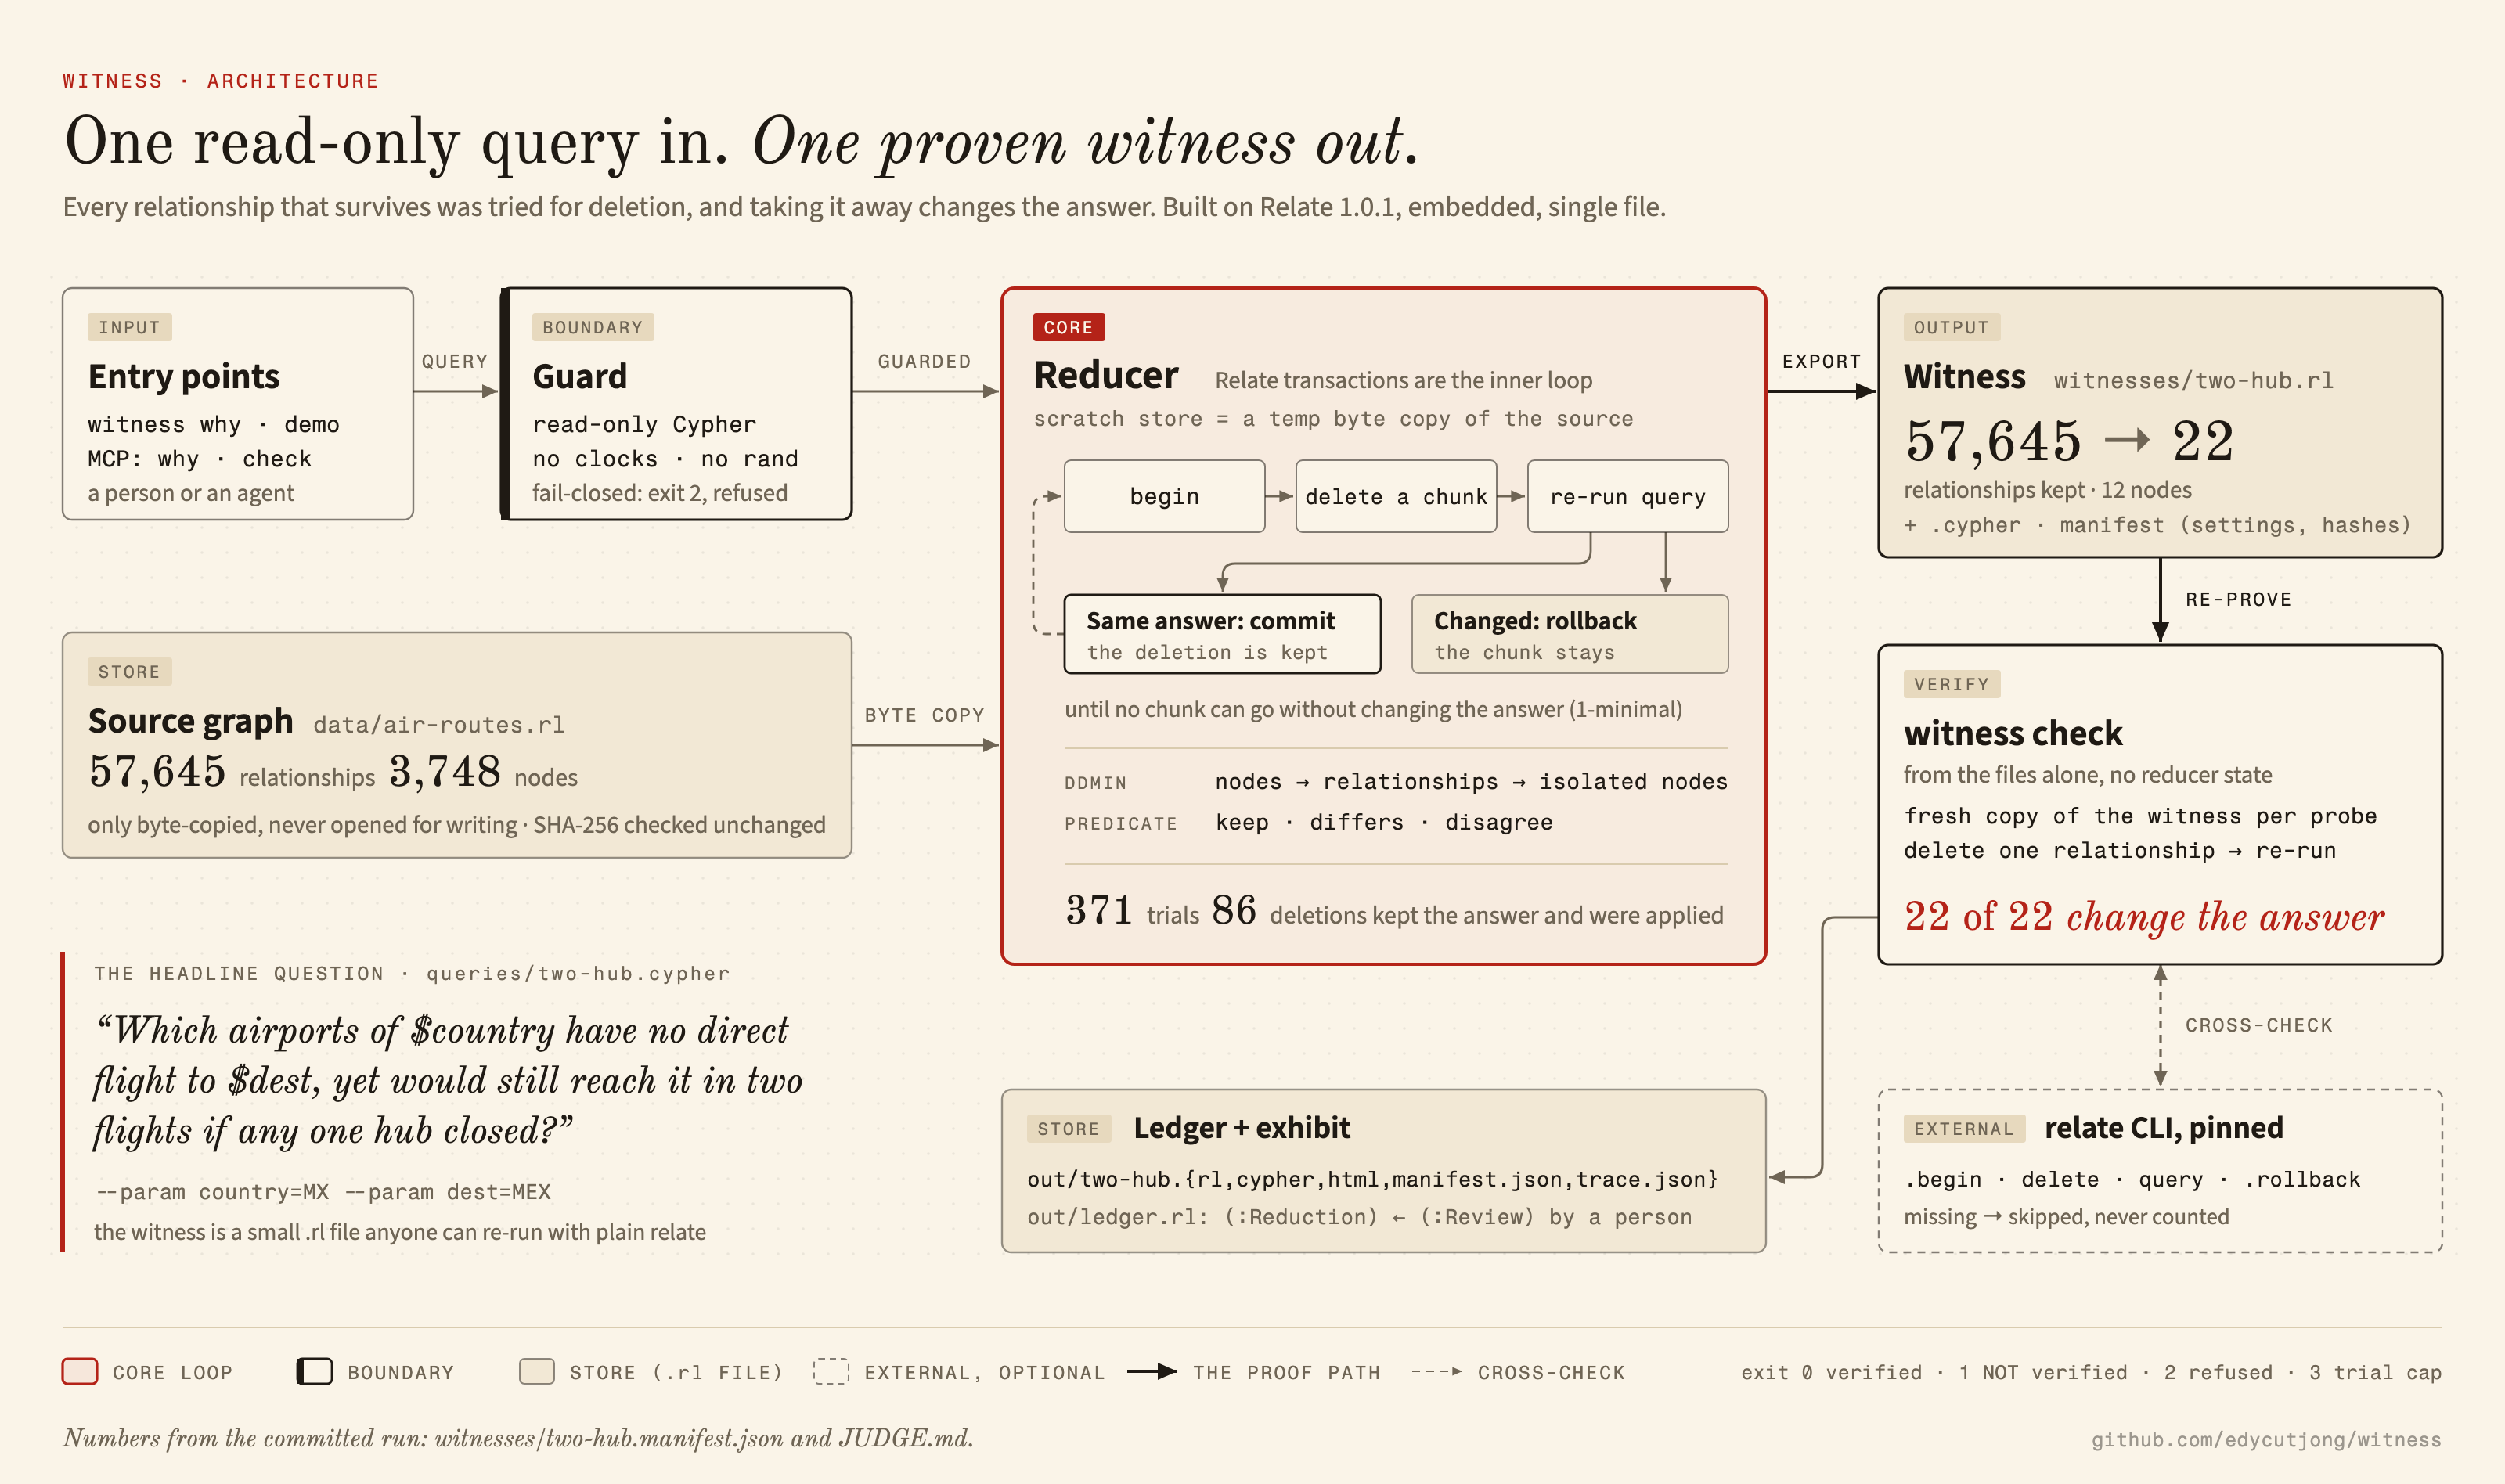 WITNESS · ARCHITECTURE
One read-only query in. One proven witness out.
Every relationship that survives was tried for deletion, and taking it away changes the answer. Built on Relate 1.0.1, embedded, single file.
INPUT
Entry points
witness why · demo
MCP: why · check
a person or an agent
QUERY
BOUNDARY
Guard
read-only Cypher
no clocks · no rand
fail-closed: exit 2, refused
GUARDED
STORE
Source graph data/air-routes.rl
57,645 relationships 3,748 nodes
only byte-copied, never opened for writing · SHA-256 checked unchanged
BYTE COPY
CORE
Reducer Relate transactions are the inner loop
scratch store = a temp byte copy of the source
begin
delete a chunk
re-run query
Same answer: commit
the deletion is kept
Changed: rollback
the chunk stays
until no chunk can go without changing the answer (1-minimal)
DDMIN nodes → relationships → isolated nodes
PREDICATE keep · differs · disagree
371 trials 86 deletions kept the answer and were applied
EXPORT
OUTPUT
Witness witnesses/two-hub.rl
57,645 → 22
relationships kept · 12 nodes
+ .cypher · manifest (settings, hashes)
RE-PROVE
VERIFY
witness check
from the files alone, no reducer state
fresh copy of the witness per probe
delete one relationship → re-run
22 of 22 change the answer
CROSS-CHECK
THE HEADLINE QUESTION · queries/two-hub.cypher
“Which airports of $country have no direct
flight to $dest, yet would still reach it in two
flights if any one hub closed?”
--param country=MX --param dest=MEX
the witness is a small .rl file anyone can re-run with plain relate
STORE Ledger + exhibit
out/two-hub.{rl,cypher,html,manifest.json,trace.json}
out/ledger.rl: (:Reduction) ← (:Review) by a person
EXTERNAL relate CLI, pinned
.begin · delete · query · .rollback
missing → skipped, never counted
CORE LOOP
BOUNDARY
STORE (.rl FILE)
EXTERNAL, OPTIONAL
THE PROOF PATH
CROSS-CHECK
exit 0 verified · 1 NOT verified · 2 refused · 3 trial cap
Numbers from the committed run: witnesses/two-hub.manifest.json and JUDGE.md.
github.com/edycutjong/witness